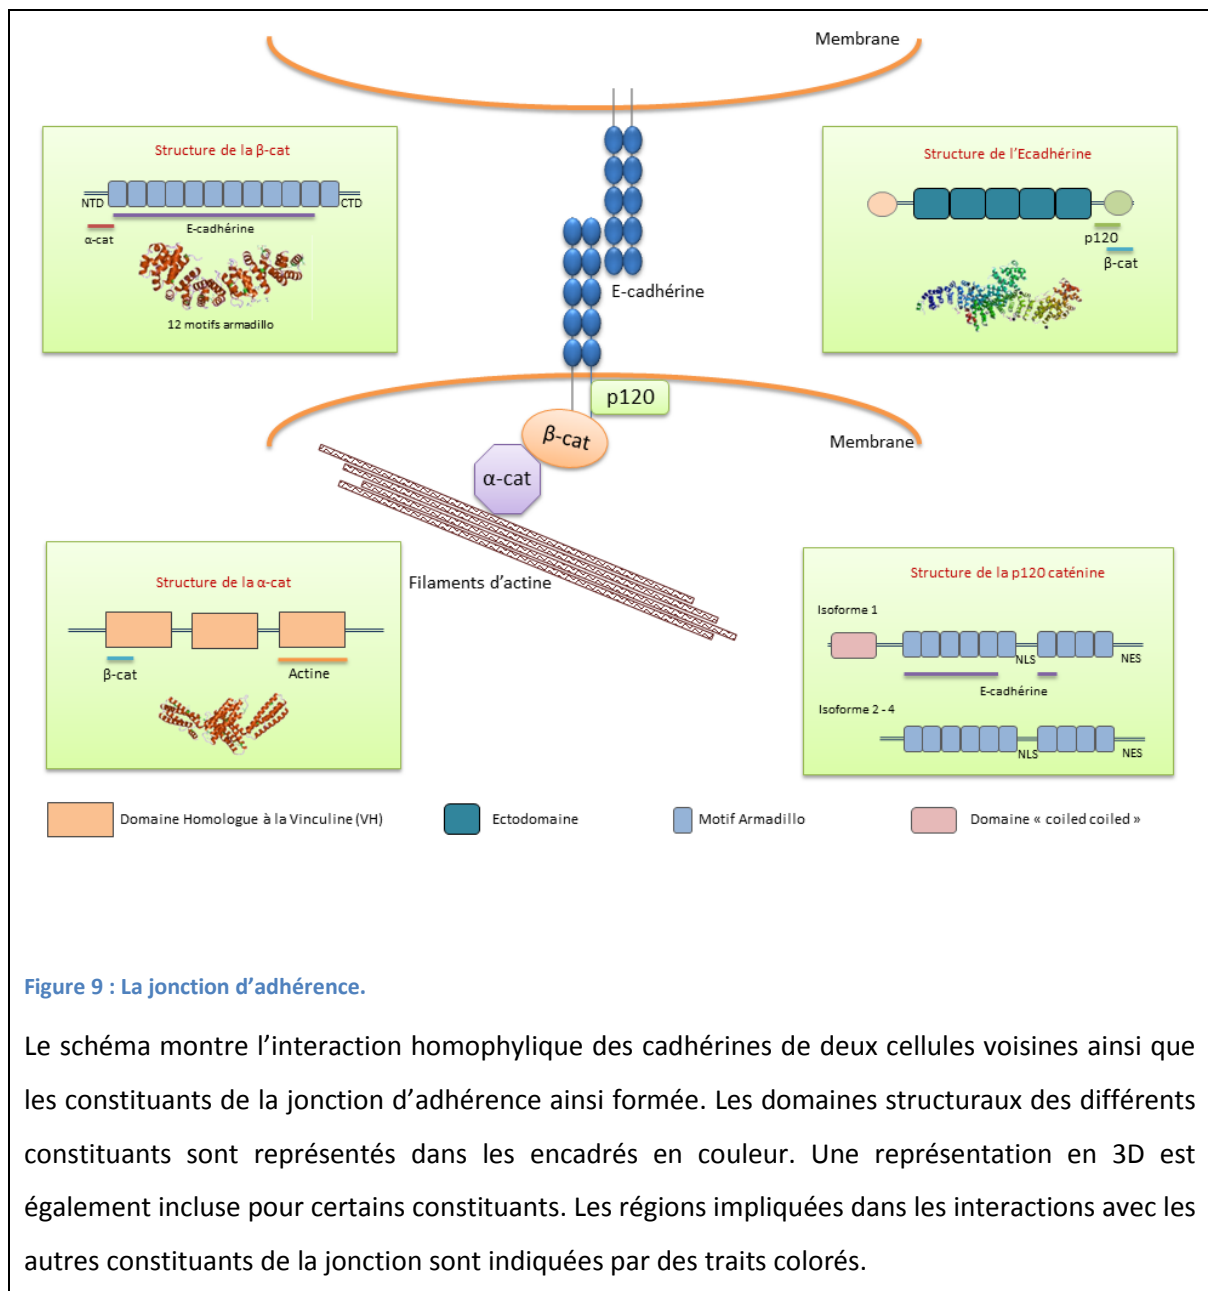 Membrane
Structure de la β-cat
NTD
CTD
α-cat
E-cadhérine
12 motifs armadillo
Structure de l’Ecadhérine
p120
β-cat
E-cadhérine
p120
β-cat
α-cat
Membrane
Filaments d’actine
Structure de la α-cat
β-cat
Actine
Structure de la p120 caténine
Isoforme 1
NLS
NES
E-cadhérine
Isoforme 2 - 4
NLS
NES
Domaine Homologue à la Vinculine (VH)
Ectodomaine
Motif Armadillo
Domaine « coiled coiled »
Figure 9 : La jonction d’adhérence.
Le schéma montre l’interaction homophylique des cadhérines de deux cellules voisines ainsi que
les constituants de la jonction d’adhérence ainsi formée. Les domaines structuraux des différents
constituants sont représentés dans les encadrés en couleur. Une représentation en 3D est
également incluse pour certains constituants. Les régions impliquées dans les interactions avec les
autres constituants de la jonction sont indiquées par des traits colorés.